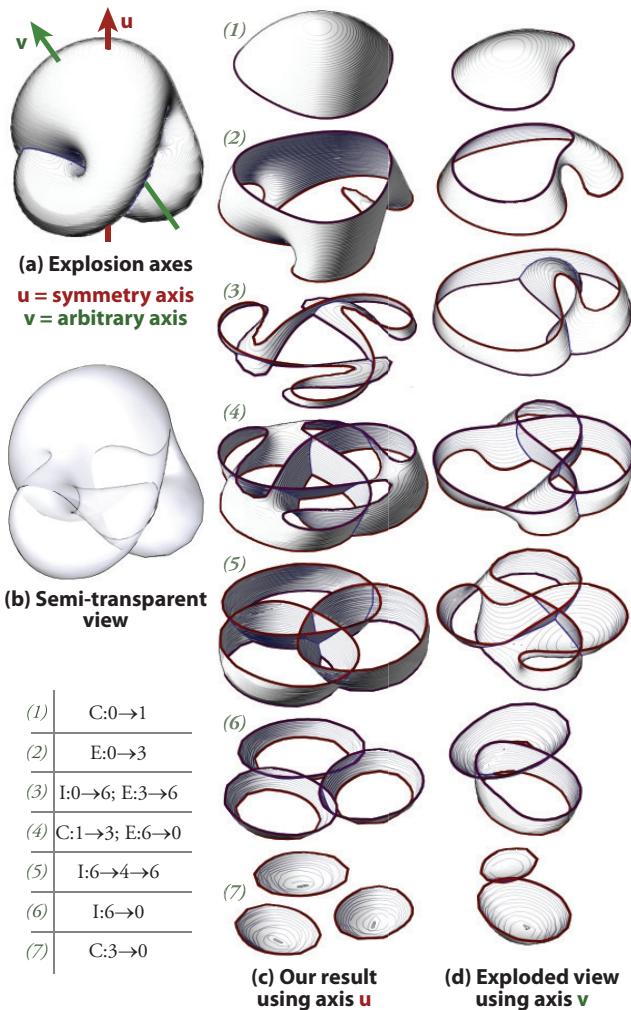 u
v
(a) Explosion axes
u = symmetry axis
v = arbitrary axis
(b) Semi-transparent
view
(1) C:0→1
(2) E:0→3
(3) I:0→6; E:3→6
(4) C:1→3; E:6→0
(5) I:6→4→6
(6) I:6→0
(7) C:3→0
(1)
(2)
(3)
(4)
(5)
(6)
(7)
(c) Our result
using axis u
(d) Exploded view
using axis v